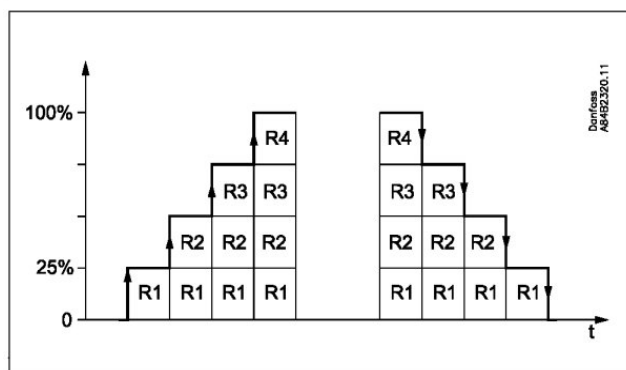 100%
R4 R4
R3 R3 R3 R3
R2 R2 R2 R2 R2 R2
25%
R1 R1 R1 R1 R1 R1 R1 R1
0
t
Danfoss
A84B2320.11